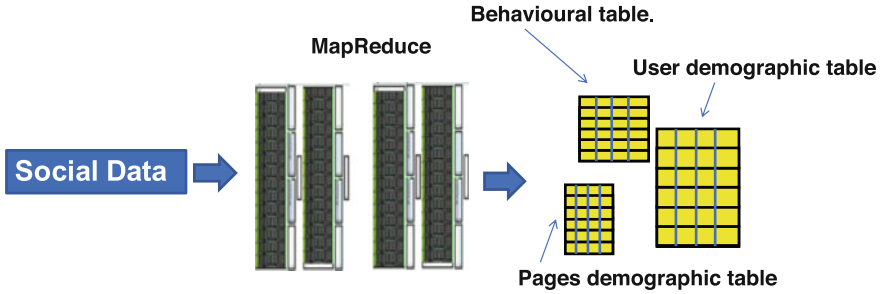 Behavioural table.
MapReduce
User demographic table
Social Data
Pages demographic table